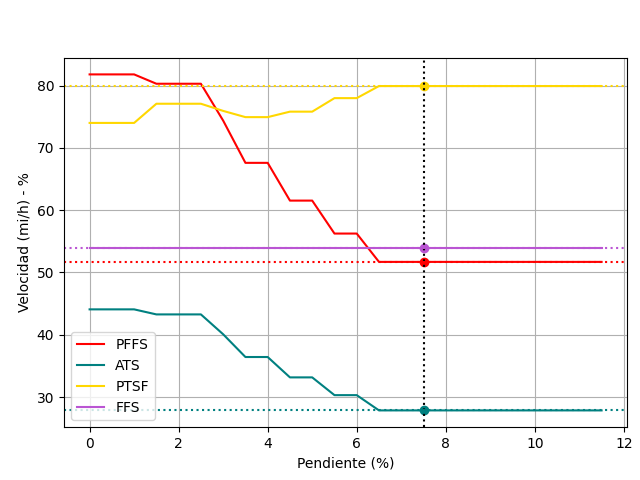 Velocidad (mi/h) - %
80
70
60
50
40
30
PFFS
ATS
PTSF
FFS
0 2 4 6 8 10 12
Pendiente (%)